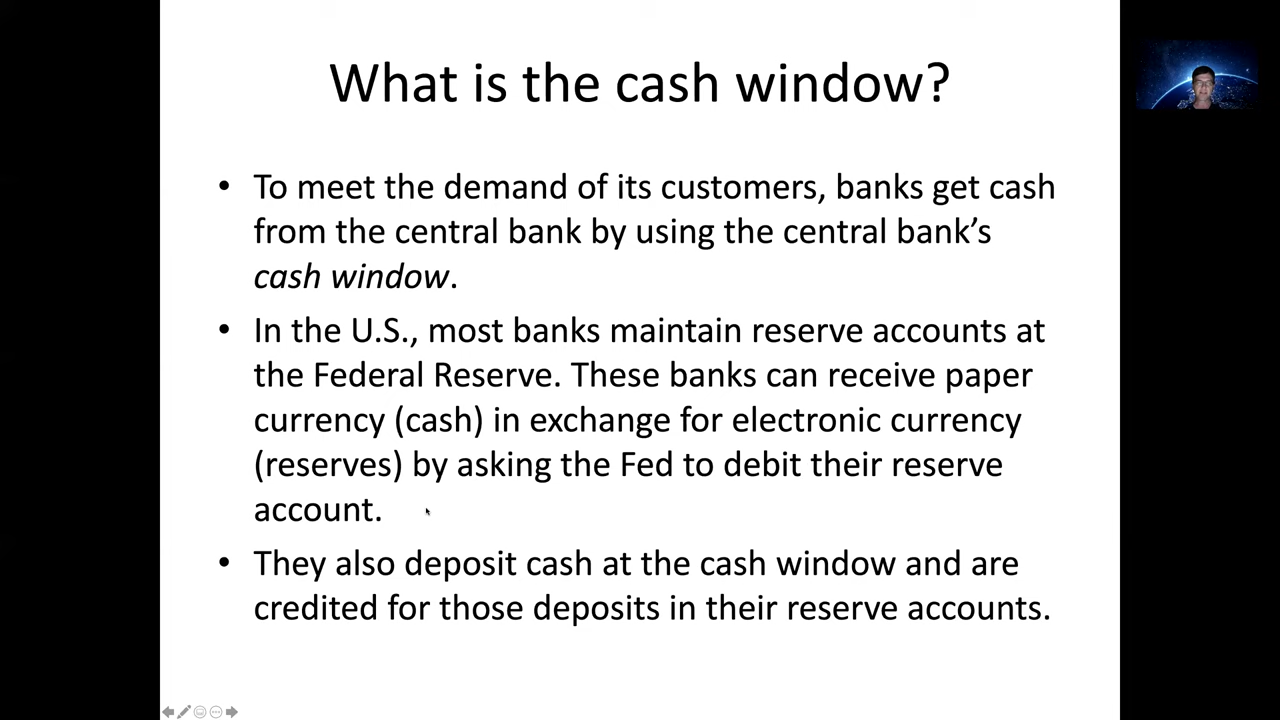 What is the cash window?
• To meet the demand of its customers, banks get cash
from the central bank by using the central bank’s
cash window.
• In the U.S., most banks maintain reserve accounts at
the Federal Reserve. These banks can receive paper
currency (cash) in exchange for electronic currency
(reserves) by asking the Fed to debit their reserve
account.
• They also deposit cash at the cash window and are
credited for those deposits in their reserve accounts.